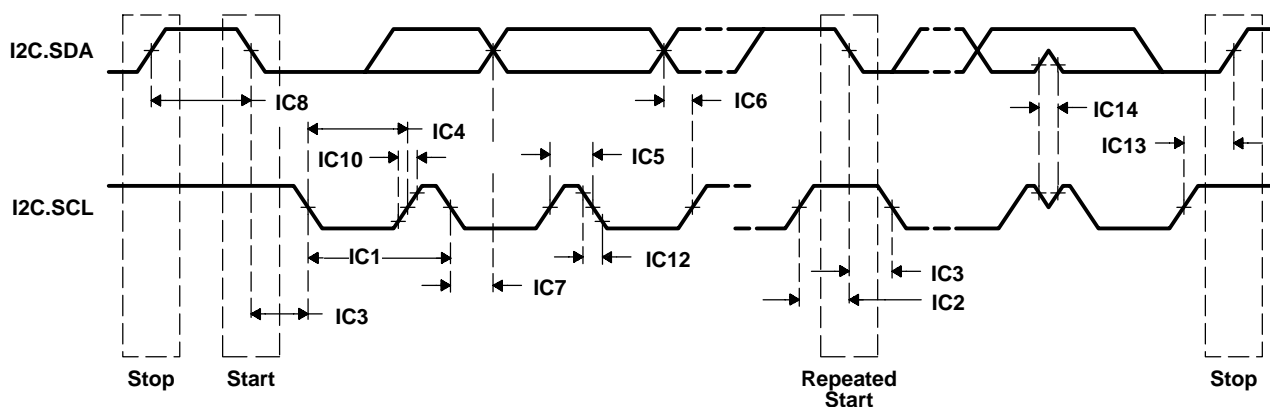 I2C.SDA
IC8
IC6
IC14
IC4
IC10
IC5
IC13
I2C.SCL
IC1
IC12
IC7
IC3
IC3
IC2
Stop
Start
Repeated
Start
Stop